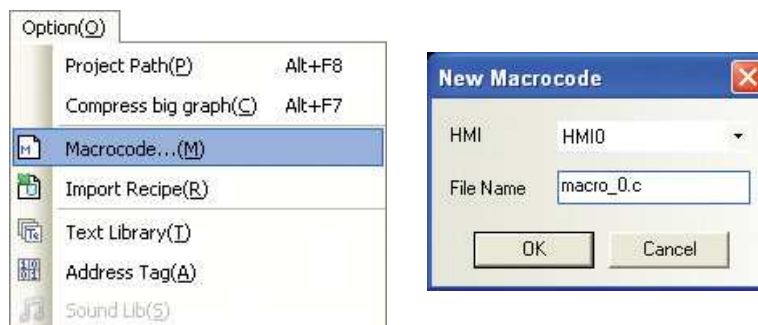 Option(O)
Project Path(P) Alt+F8
Compress big graph(C) Alt+F7
Macrocode...(M)
Import Recipe(R)
Text Library(T)
Address Tag(A)
Sound Lib(S)
New Macrocode
HMI HMI0
File Name macro_0.c
OK Cancel